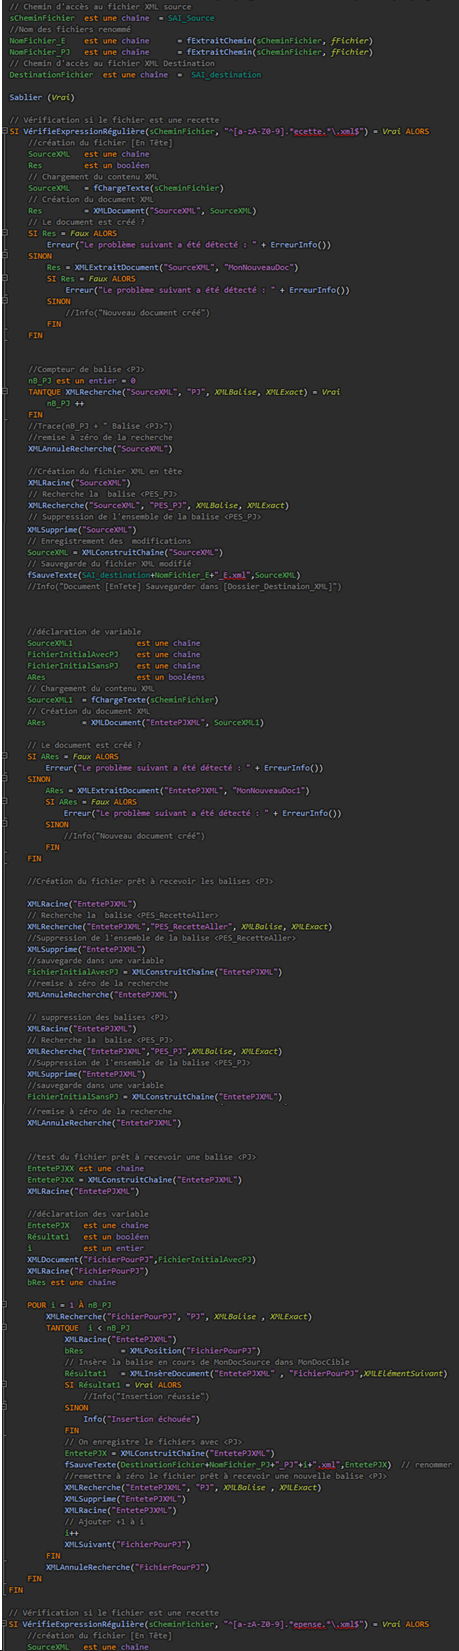 // Chemin d'accès au fichier XML source
sCheminFichier est une chaîne = SAI_Source
//Nom des fichiers renommé
NomFichier_E est une chaîne = fExtraitChemin(sCheminFichier, fFichier)
NomFichier_PJ est une chaîne = fExtraitChemin(sCheminFichier, fFichier)
// Chemin d'accès au fichier XML Destination
DestinationFichier est une chaîne = SAI_destination
Sablier (Vrai)
// Vérification si le fichier est une recette
SI VérifieExpressionRégulière(sCheminFichier, "^[a-zA-Z0-9].*ecette.*\.xml$") = Vrai ALORS
//création du fichier [En Tête]
SourceXML est une chaîne
Res est un booléen
// Chargement du contenu XML
SourceXML = fChargeTexte(sCheminFichier)
// Création du document XML
Res = XMLDocument("SourceXML", SourceXML)
// Le document est créé ?
SI Res = Faux ALORS
Erreur("Le problème suivant a été détecté : " + ErreurInfo())
SINON
Res = XMLExtraitDocument("SourceXML", "MonNouveauDoc")
SI Res = Faux ALORS
Erreur("Le problème suivant a été détecté : " + ErreurInfo())
SINON
//Info("Nouveau document créé")
FIN
FIN
//Compteur de balise <PJ>
nB_PJ est un entier = 0
TANTQUE XMLRecherche("SourceXML", "PJ", XMLBalise, XMLExact) = Vrai
nB_PJ ++
FIN
//Trace(nB_PJ + " Balise <PJ>")
//remise à zéro de la recherche
XMLAnnuleRecherche("SourceXML")
//Création du fichier XML en tête
XMLRacine("SourceXML")
// Recherche la balise <PES_PJ>
XMLRecherche("SourceXML", "PES_PJ", XMLBalise, XMLExact)
// Suppression de l'ensemble de la balise <PES_PJ>
XMLSupprime("SourceXML")
// Enregistrement des modifications
SourceXML = XMLConstruitChaîne("SourceXML")
// Sauvegarde du fichier XML modifié
fSauveTexte(SAI_destination+NomFichier_E+"_E.xml",SourceXML)
//Info("Document [EnTete] Sauvegarder dans [Dossier_Destinaion_XML]")
//déclaration de variable
SourceXML1 est une chaîne
FichierInitialAvecPJ est une chaîne
FichierInitialSansPJ est une chaîne
ARes est un booléens
// Chargement du contenu XML
SourceXML1 = fChargeTexte(sCheminFichier)
// Création du document XML
ARes = XMLDocument("EntetePJXML", SourceXML1)
// Le document est créé ?
SI ARes = Faux ALORS
Erreur("Le problème suivant a été détecté : " + ErreurInfo())
SINON
ARes = XMLExtraitDocument("EntetePJXML", "MonNouveauDoc1")
SI ARes = Faux ALORS
Erreur("Le problème suivant a été détecté : " + ErreurInfo())
SINON
//Info("Nouveau document créé")
FIN
FIN
//Création du fichier prêt à recevoir les balises <PJ>
XMLRacine("EntetePJXML")
// Recherche la balise <PES_RecetteAller>
XMLRecherche("EntetePJXML","PES_RecetteAller", XMLBalise, XMLExact)
//Suppression de l'ensemble de la balise <PES_RecetteAller>
XMLSupprime("EntetePJXML")
//sauvegarde dans une variable
FichierInitialAvecPJ = XMLConstruitChaîne("EntetePJXML")
//remise à zéro de la recherche
XMLAnnuleRecherche("EntetePJXML")
// suppression des balises <PJ>
XMLRacine("EntetePJXML")
// Recherche la balise <PES_PJ>
XMLRecherche("EntetePJXML","PES_PJ",XMLBalise, XMLExact)
//Suppression de l'ensemble de la balise <PES_PJ>
XMLSupprime("EntetePJXML")
//sauvegarde dans une variable
FichierInitialSansPJ = XMLConstruitChaîne("EntetePJXML")
//remise à zéro de la recherche
XMLAnnuleRecherche("EntetePJXML")
//test du fichier prêt à recevoir une balise <PJ>
EntetePJXX est une chaîne
EntetePJXX = XMLConstruitChaîne("EntetePJXML")
XMLRacine("EntetePJXML")
//déclaration des variable
EntetePJX est une chaîne
Résultat1 est un booléen
i est un entier
XMLDocument("FichierPourPJ",FichierInitialAvecPJ)
XMLRacine("FichierPourPJ")
bRes est une chaîne
POUR i = 1 À nB_PJ
XMLRecherche("FichierPourPJ", "PJ", XMLBalise , XMLExact)
TANTQUE i < nB_PJ
XMLRacine("EntetePJXML")
bRes = XMLPosition("FichierPourPJ")
// Insère la balise en cours de MonDocSource dans MonDocCible
Résultat1 = XMLInsèreDocument("EntetePJXML" , "FichierPourPJ",XMLElémentSuivant)
SI Résultat1 = Vrai ALORS
//Info("Insertion réussie")
SINON
Info("Insertion échouée")
FIN
// On enregistre le fichiers avec <PJ>
EntetePJX = XMLConstruitChaîne("EntetePJXML")
fSauveTexte(DestinationFichier+NomFichier_PJ+"_PJ"+i+".xml",EntetePJX) // renommer
//remettre à zéro le fichier prêt à recevoir une nouvelle balise <PJ>
XMLRecherche("EntetePJXML", "PJ", XMLBalise , XMLExact)
XMLSupprime("EntetePJXML")
XMLRacine("EntetePJXML")
// Ajouter +1 à i
i++
XMLSuivant("FichierPourPJ")
FIN
XMLAnnuleRecherche("FichierPourPJ")
FIN
FIN
// Vérification si le fichier est une recette
SI VérifieExpressionRégulière(sCheminFichier, "^[a-zA-Z0-9].*epense.*\.xml$") = Vrai ALORS
//création du fichier [En Tête]
SourceXML est une chaîne